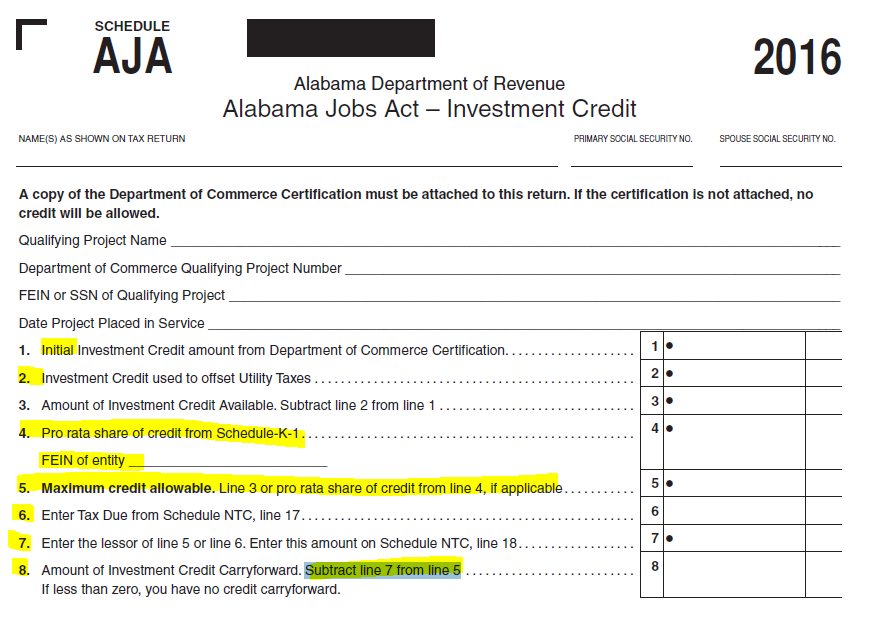 SCHEDULE
AJA
2016
Alabama Department of Revenue
Alabama Jobs Act – Investment Credit
NAME(S) AS SHOWN ON TAX RETURN PRIMARY SOCIAL SECURITY NO. SPOUSE SOCIAL SECURITY NO.
A copy of the Department of Commerce Certification must be attached to this return. If the certification is not attached, no
credit will be allowed.
Qualifying Project Name
Department of Commerce Qualifying Project Number
FEIN or SSN of Qualifying Project
Date Project Placed in Service
1. Initial Investment Credit amount from Department of Commerce Certification. 1 •
2. Investment Credit used to offset Utility Taxes 2 •
3. Amount of Investment Credit Available. Subtract line 2 from line 1 3 •
4. Pro rata share of credit from Schedule-K-1. 4 •
FEIN of entity
5. Maximum credit allowable. Line 3 or pro rata share of credit from line 4, if applicable 5 •
6. Enter Tax Due from Schedule NTC, line 17 6
7. Enter the lessor of line 5 or line 6. Enter this amount on Schedule NTC, line 18 7 •
8. Amount of Investment Credit Carryforward. Subtract line 7 from line 5 8
If less than zero, you have no credit carryforward.